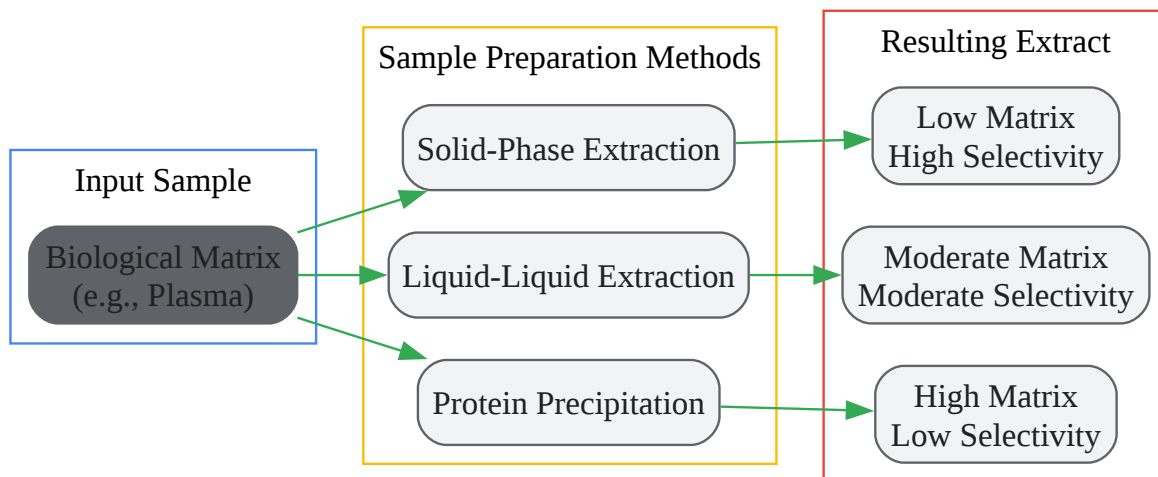 Input Sample
Biological Matrix
(e.g., Plasma)
Sample Preparation Methods
Solid-Phase Extraction
Liquid-Liquid Extraction
Protein Precipitation
Resulting Extract
Low Matrix
High Selectivity
Moderate Matrix
Moderate Selectivity
High Matrix
Low Selectivity